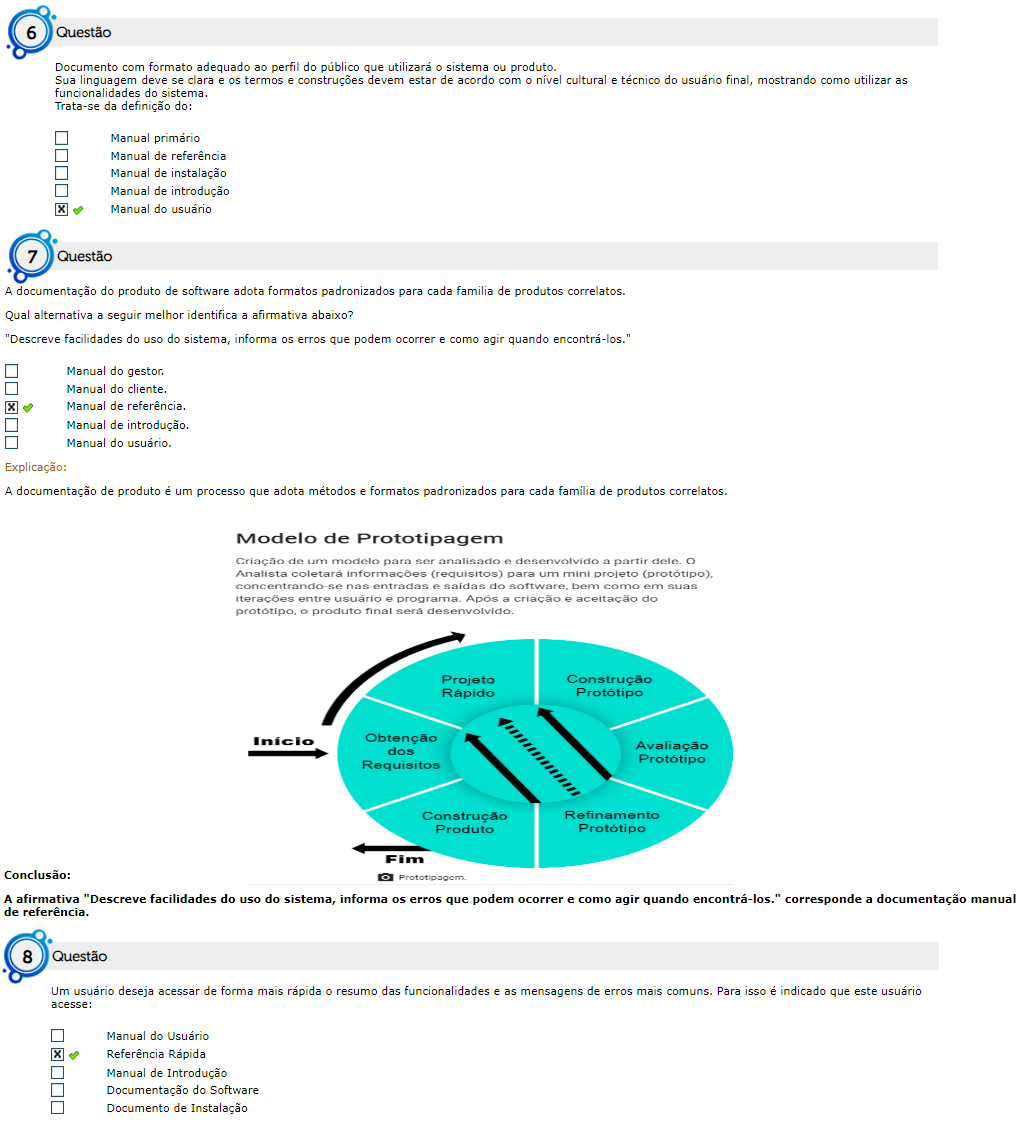 6 Questão
Documento com formato adequado ao perfil do público que utilizará o sistema ou produto.
Sua linguagem deve se clara e os termos e construções devem estar de acordo com o nível cultural e técnico do usuário final, mostrando como utilizar as
funcionalidades do sistema.
Trata-se da definição do:
Manual primário
Manual de referência
Manual de instalação
Manual de introdução
X Manual do usuário
7 Questão
A documentação do produto de software adota formatos padronizados para cada familia de produtos correlatos.
Qual alternativa a seguir melhor identifica a afirmativa abaixo?
"Descreve facilidades do uso do sistema, informa os erros que podem ocorrer e como agir quando encontrá-los."
Manual do gestor.
Manual do cliente.
X Manual de referência.
Manual de introdução.
Manual do usuário.
Explicação:
A documentação de produto é um processo que adota métodos e formatos padronizados para cada família de produtos correlatos.
Modelo de Prototipagem
Criação de um modelo para ser analisado e desenvolvido a partir dele. O
Analista coletará informações (requisitos) para um mini projeto (protótipo),
concentrando-se nas entradas e saídas do software, bem como em suas
iterações entre usuário e programa. Após a criação e aceitação do
protótipo, o produto final será desenvolvido.
Início
Obtenção
dos
Requisitos
Projeto
Rápido
Construção
Protótipo
Avaliação
Protótipo
Refinamento
Protótipo
Construção
Produto
Fim
Prototipagem.
Conclusão:
A afirmativa "Descreve facilidades do uso do sistema, informa os erros que podem ocorrer e como agir quando encontrá-los." corresponde a documentação manual
de referência.
8 Questão
Um usuário deseja acessar de forma mais rápida o resumo das funcionalidades e as mensagens de erros mais comuns. Para isso é indicado que este usuário
acesse:
Manual do Usuário
X Referência Rápida
Manual de Introdução
Documentação do Software
Documento de Instalação